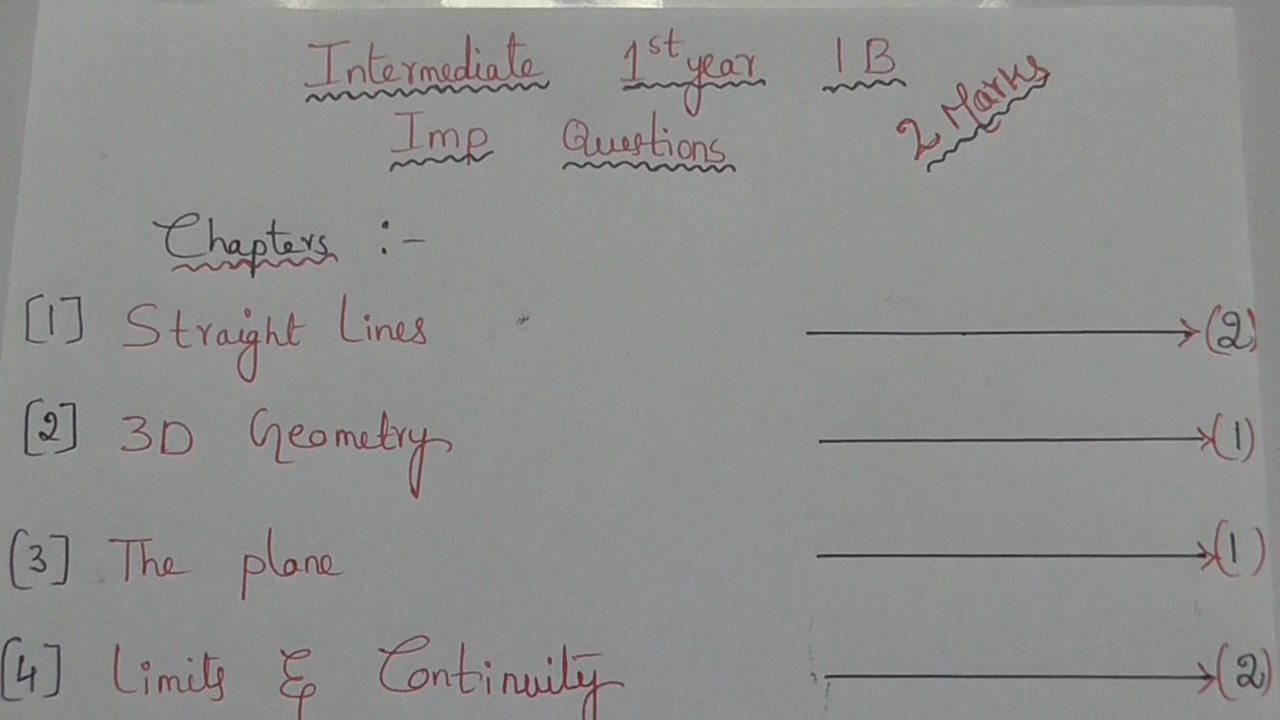 Intermediate 1st year IB
Imp Questions 2 Marks
Chapters :-
[1] Straight Lines (2)
[2] 3D Geometry (1)
[3] The plane (1)
[4] Limits & Continuity (2)